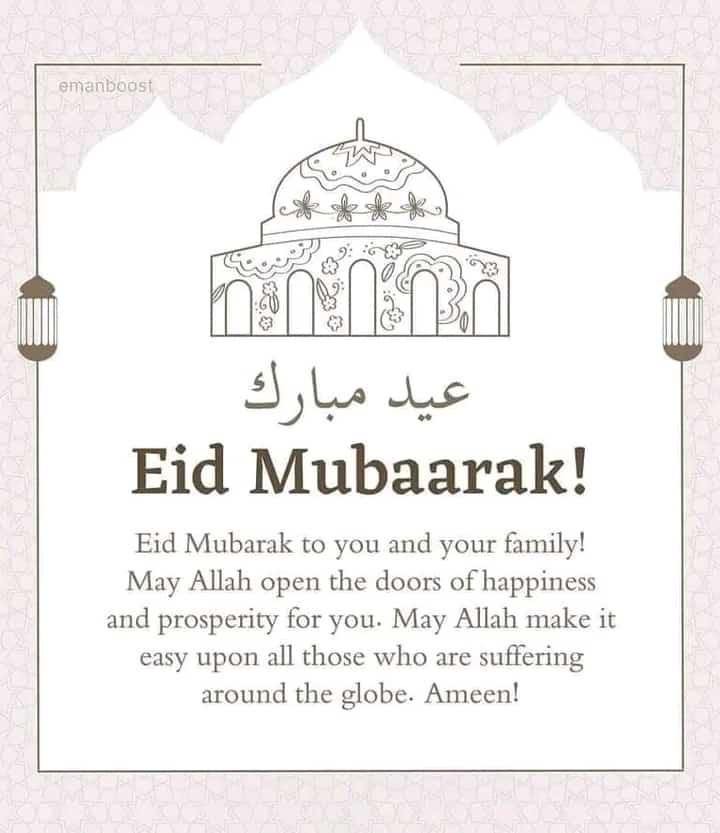 emanboost
عيد مبارك
Eid Mubaarak!
Eid Mubarak to you and your family!
May Allah open the doors of happiness
and prosperity for you. May Allah make it
easy upon all those who are suffering
around the globe. Ameen!